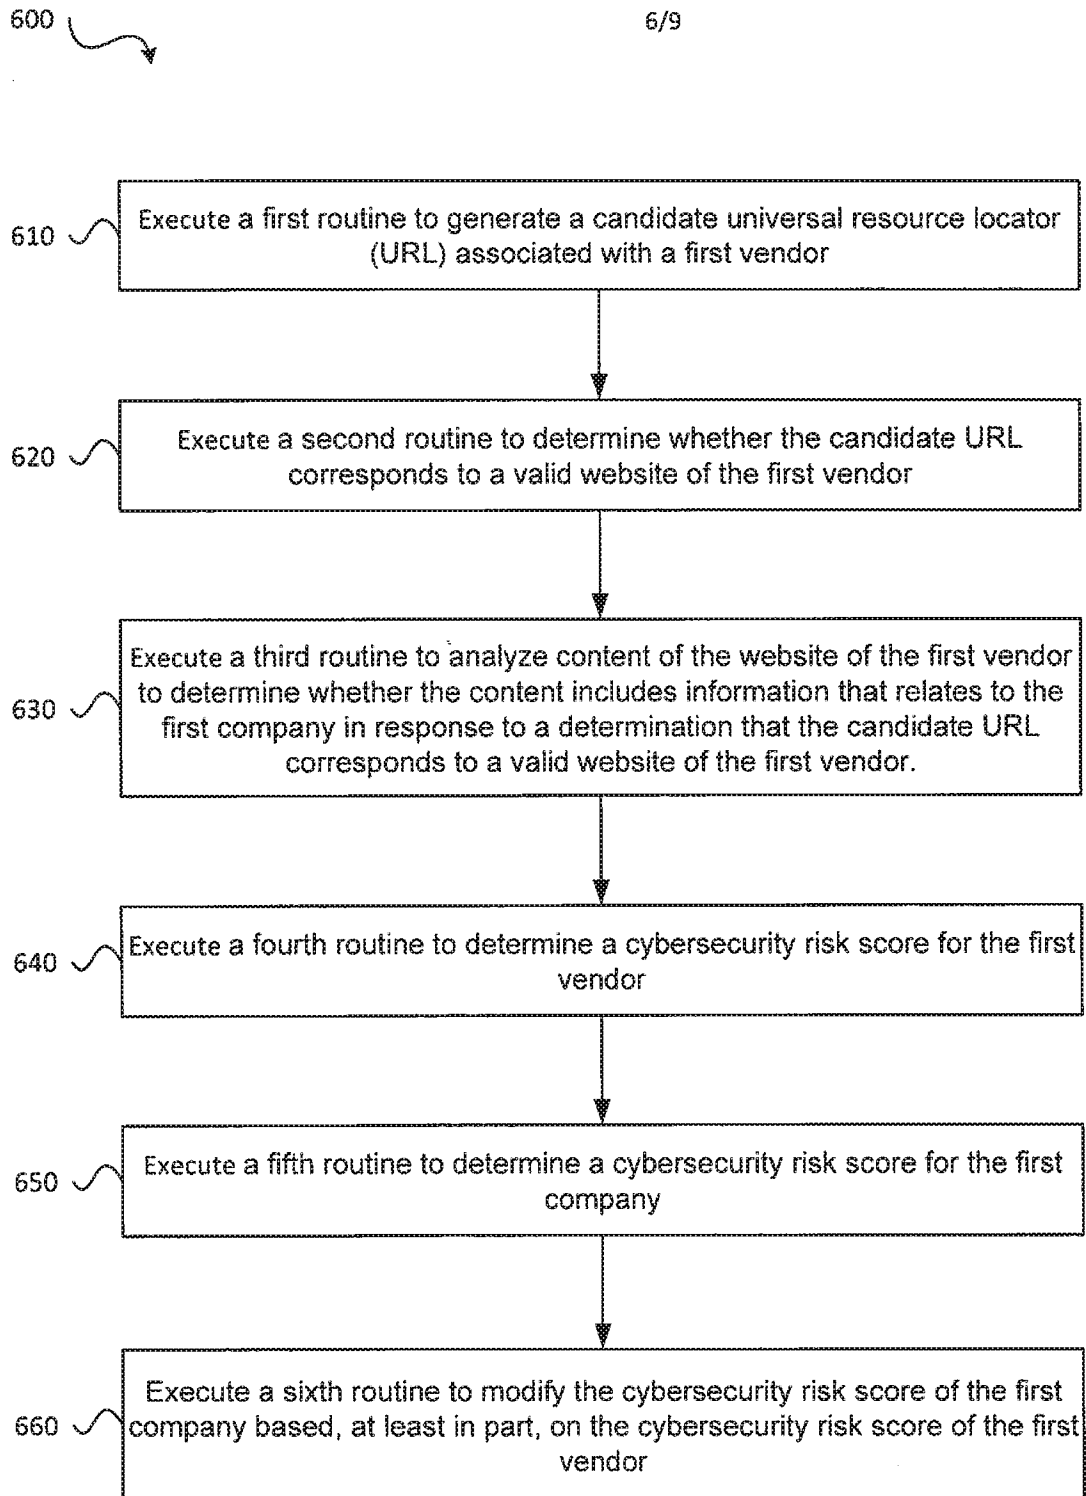 600
6/9
610
Execute a first routine to generate a candidate universal resource locator
(URL) associated with a first vendor
620
Execute a second routine to determine whether the candidate URL
corresponds to a valid website of the first vendor
630
Execute a third routine to analyze content of the website of the first vendor
to determine whether the content includes information that relates to the
first company in response to a determination that the candidate URL
corresponds to a valid website of the first vendor.
640
Execute a fourth routine to determine a cybersecurity risk score for the first
vendor
650
Execute a fifth routine to determine a cybersecurity risk score for the first
company
660
Execute a sixth routine to modify the cybersecurity risk score of the first
company based, at least in part, on the cybersecurity risk score of the first
vendor